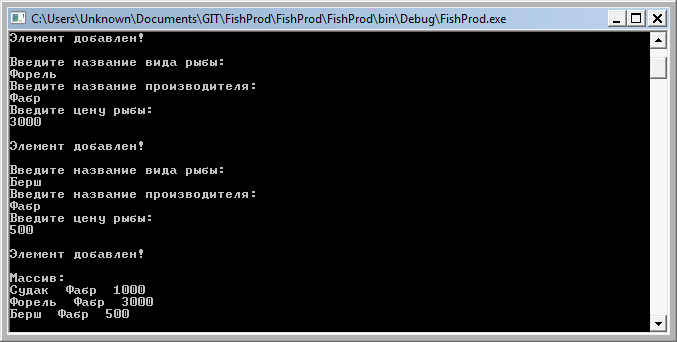 C:\Users\Unknown\Documents\GIT\FishProd\FishProd\FishProd\bin\Debug\FishProd.exe
Элемент добавлен!
Введите название вида рыбы:
Форель
Введите название производителя:
Фабр
Введите цену рыбы:
3000
Элемент добавлен!
Введите название вида рыбы:
Берш
Введите название производителя:
Фабр
Введите цену рыбы:
500
Элемент добавлен!
Массив:
Судак  Фабр  1000
Форель  Фабр  3000
Берш  Фабр  500